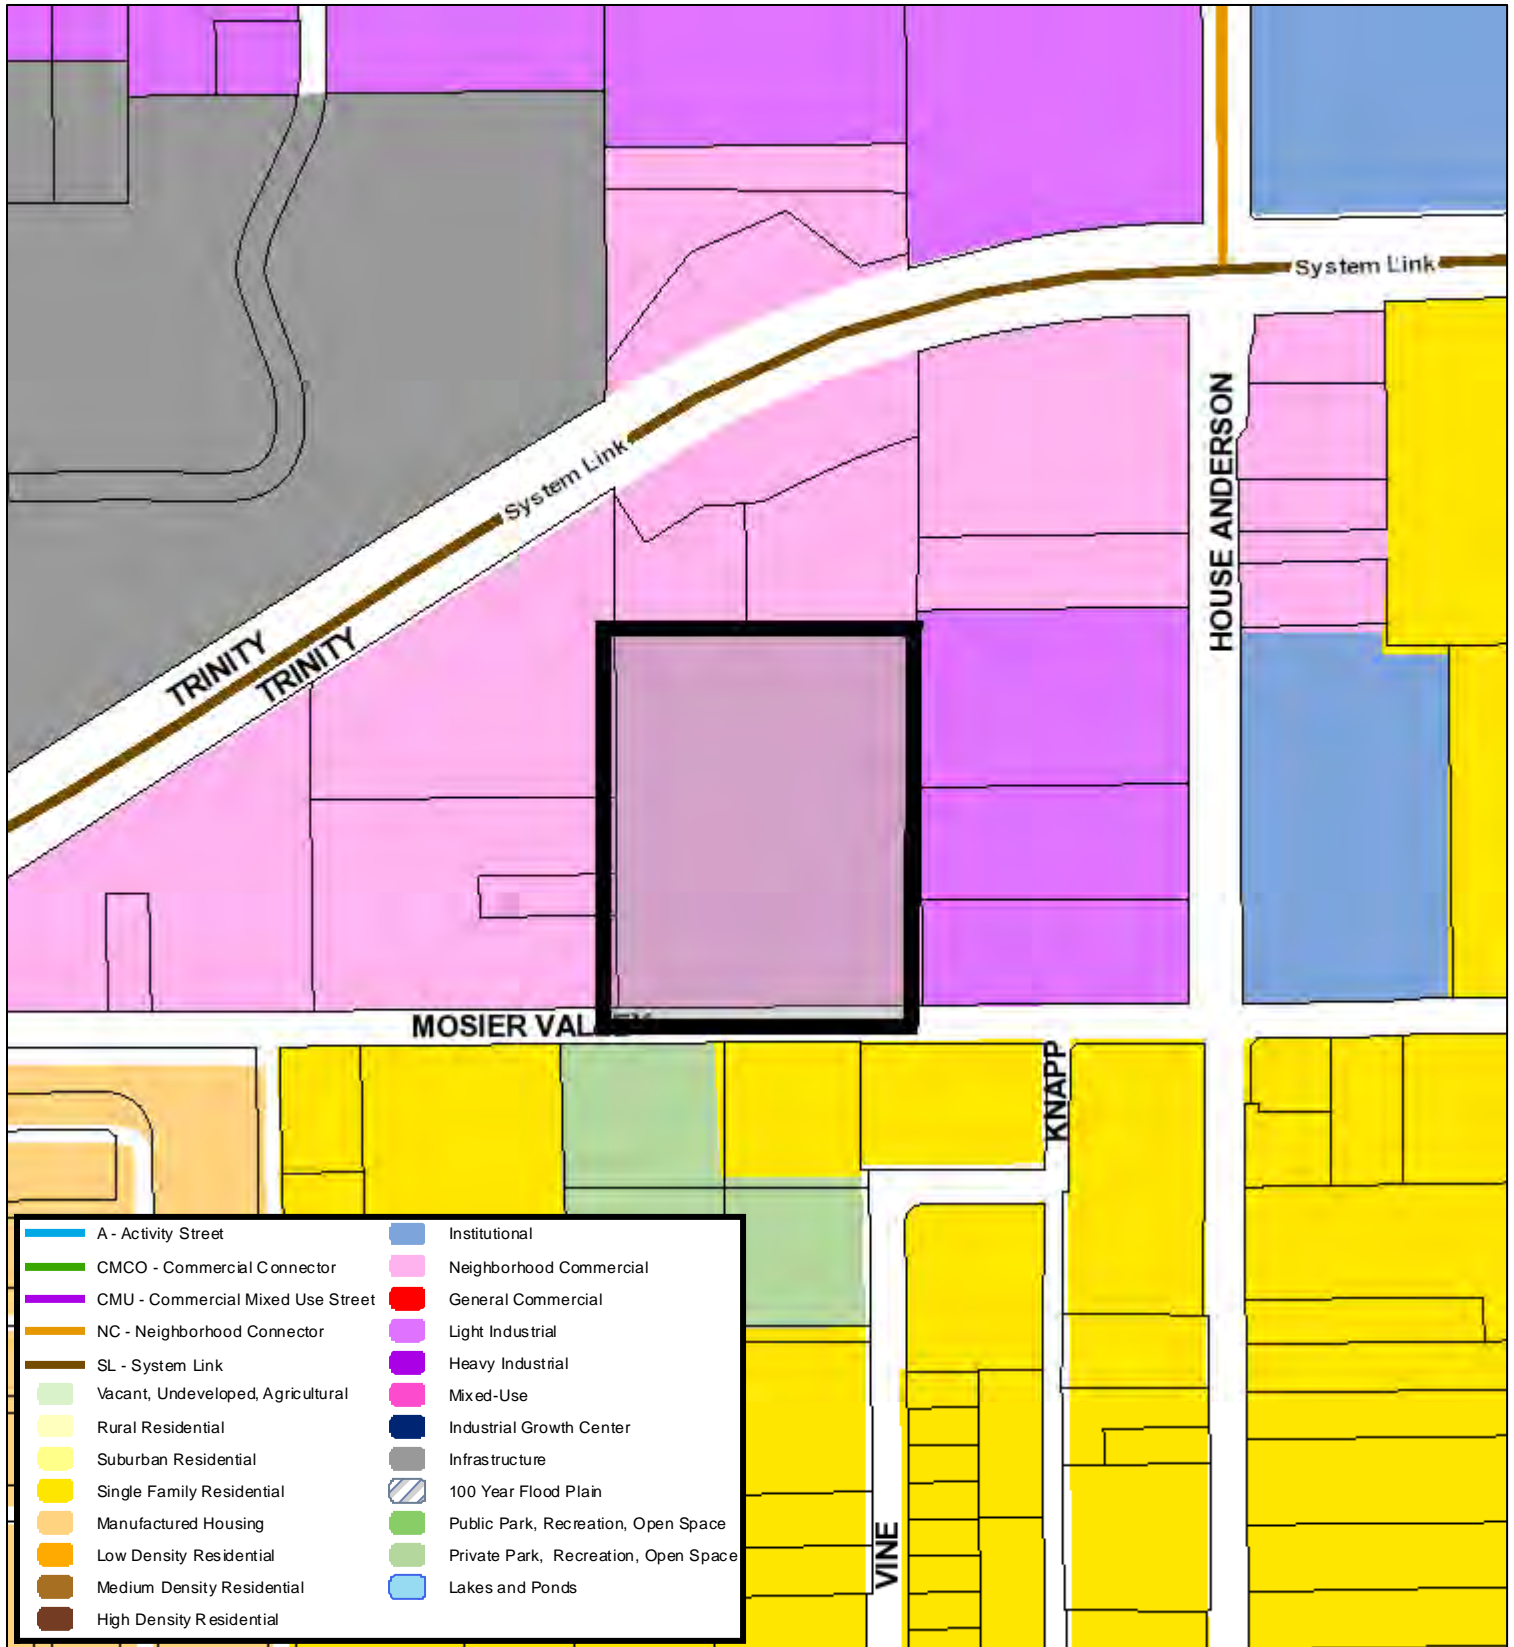 System Link
HOUSE ANDERSON
System Link
TRINITY
TRINITY
MOSIER VALLEY
KNAPP
VINE
A - Activity Street
CMCO - Commercial Connector
CMU - Commercial Mixed Use Street
NC - Neighborhood Connector
SL - System Link
Vacant, Undeveloped, Agricultural
Rural Residential
Suburban Residential
Single Family Residential
Manufactured Housing
Low Density Residential
Medium Density Residential
High Density Residential
Institutional
Neighborhood Commercial
General Commercial
Light Industrial
Heavy Industrial
Mixed-Use
Industrial Growth Center
Infrastructure
100 Year Flood Plain
Public Park, Recreation, Open Space
Private Park, Recreation, Open Space
Lakes and Ponds